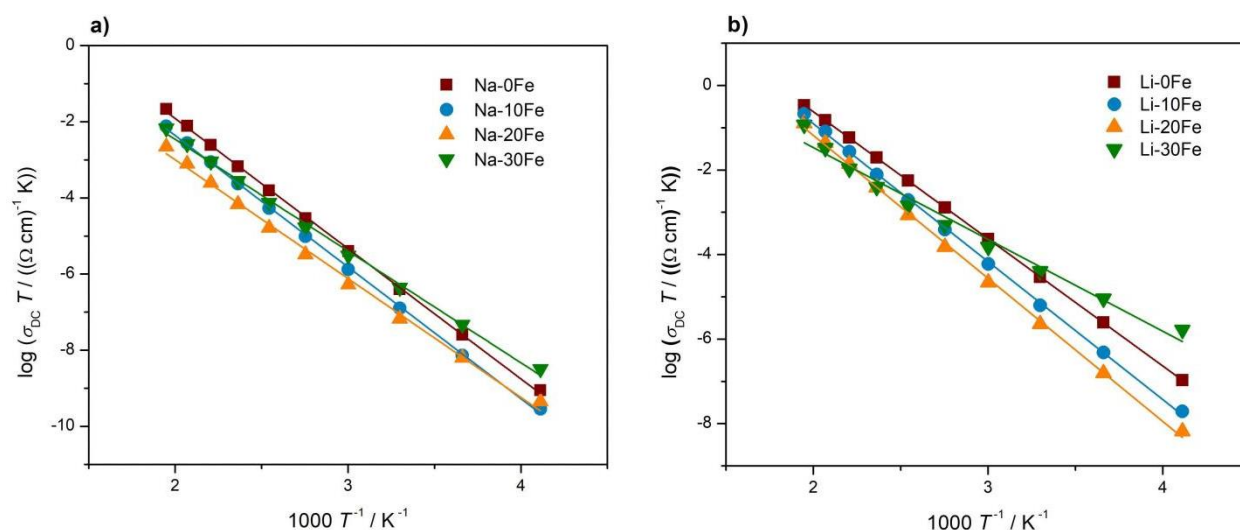 a)
0
-2
-4
-6
-8
-10
2
3
4
log (σDC T / ((Ω cm)⁻¹ K))
1000 T⁻¹ / K⁻¹
Na-0Fe
Na-10Fe
Na-20Fe
Na-30Fe
b)
0
-2
-4
-6
-8
2
3
4
log (σDC T / ((Ω cm)⁻¹ K))
1000 T⁻¹ / K⁻¹
Li-0Fe
Li-10Fe
Li-20Fe
Li-30Fe